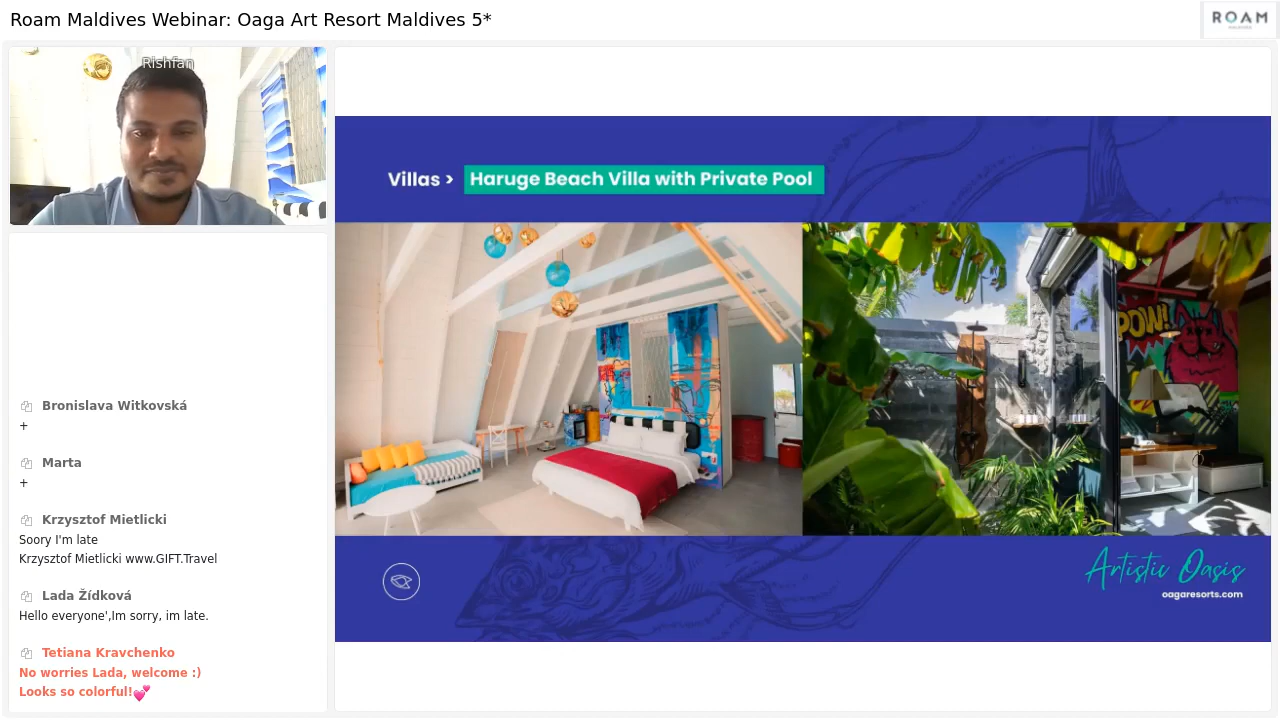 Roam Maldives Webinar: Oaga Art Resort Maldives 5*
ROAM
Rishfan
Villas > Haruge Beach Villa with Private Pool
POW!
Artistic Oasis
oagaresorts.com
Bronislava Witkovská
+
Marta
+
Krzysztof Mietlicki
Soory I'm late
Krzysztof Mietlicki www.GIFT.Travel
Lada Žídková
Hello everyone',Im sorry, im late.
Tetiana Kravchenko
No worries Lada, welcome :)
Looks so colorful!💕